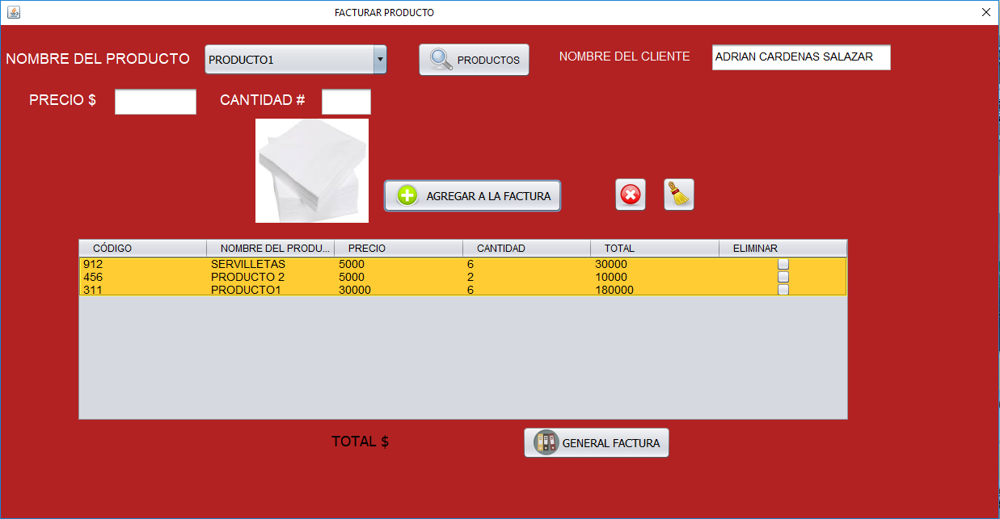 FACTURAR PRODUCTO
NOMBRE DEL PRODUCTO PRODUCTO1 PRODUCTOS NOMBRE DEL CLIENTE ADRIAN CARDENAS SALAZAR
PRECIO $ CANTIDAD #
AGREGAR A LA FACTURA
CÓDIGO NOMBRE DEL PRODU... PRECIO CANTIDAD TOTAL ELIMINAR
912 SERVILLETAS 5000 6 30000
456 PRODUCTO 2 5000 2 10000
311 PRODUCTO1 30000 6 180000
TOTAL $ GENERAL FACTURA